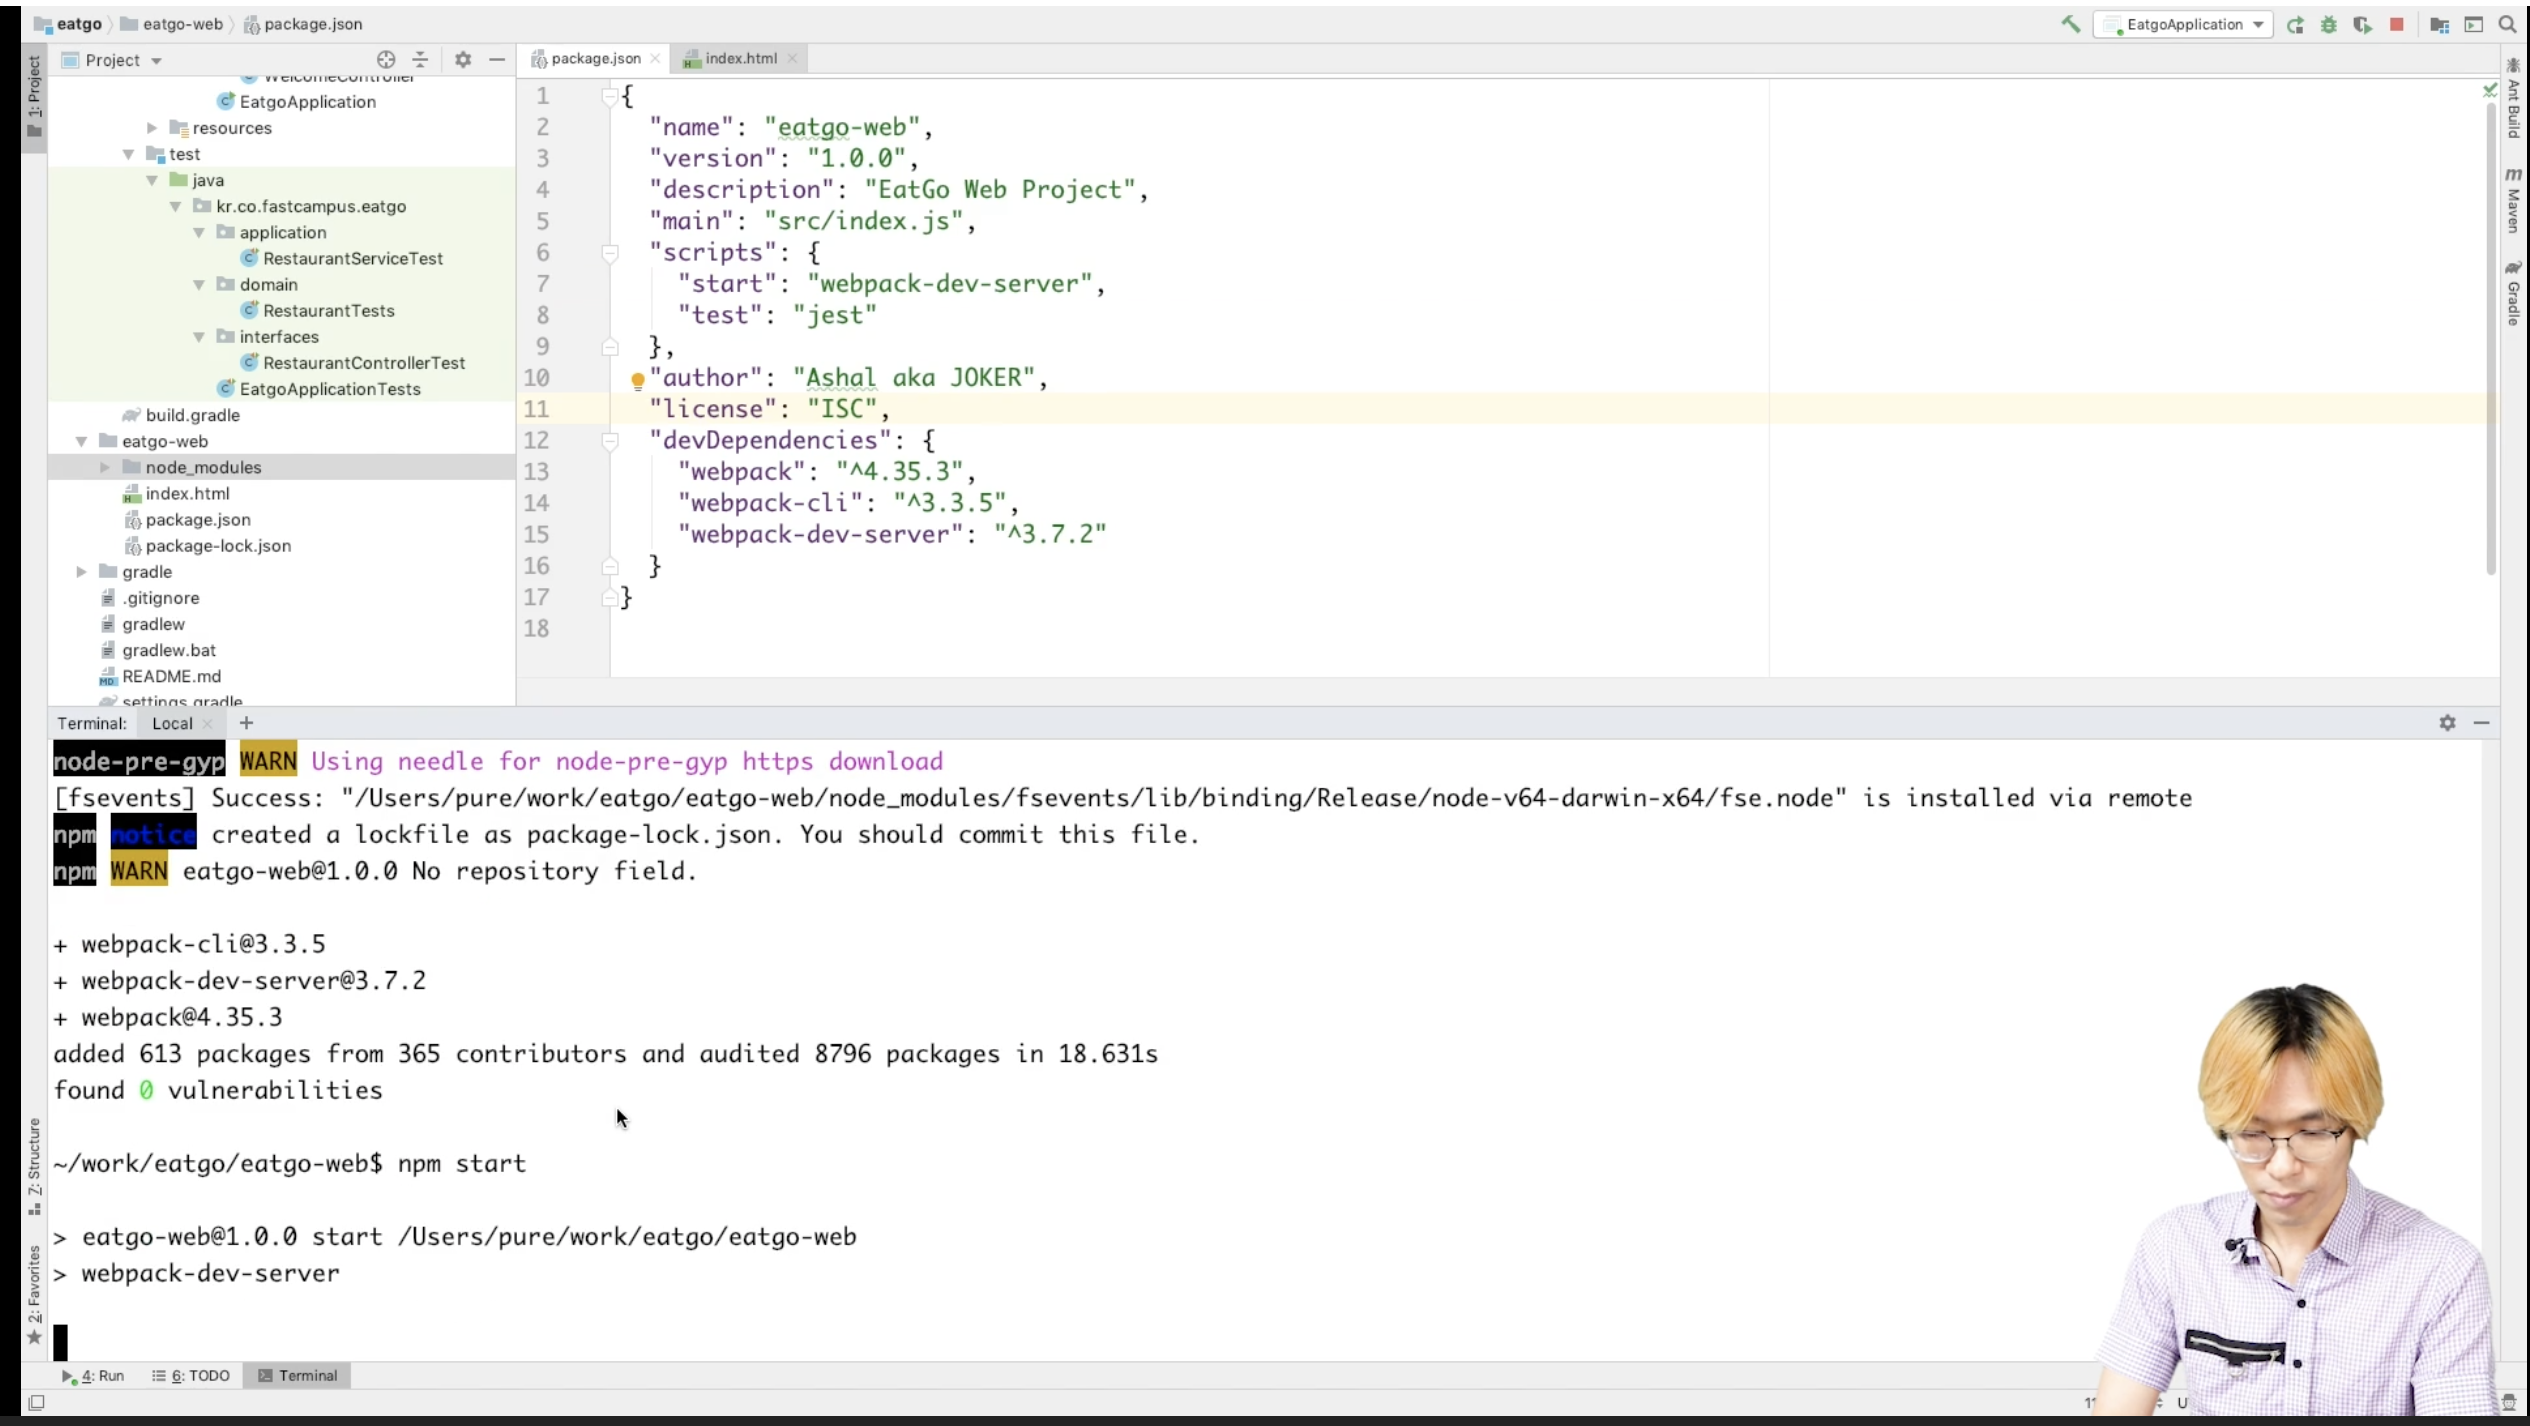 eatgo eatgo-web package.json EatgoApplication
1: Project
Project
package.json index.html
WelcomeController
EatgoApplication
resources
test
java
kr.co.fastcampus.eatgo
application
RestaurantServiceTest
domain
RestaurantTests
interfaces
RestaurantControllerTest
EatgoApplicationTests
build.gradle
eatgo-web
node_modules
index.html
package.json
package-lock.json
gradle
.gitignore
gradlew
gradlew.bat
README.md
settings.gradle
1 {
2 "name": "eatgo-web",
3 "version": "1.0.0",
4 "description": "EatGo Web Project",
5 "main": "src/index.js",
6 "scripts": {
7 "start": "webpack-dev-server",
8 "test": "jest"
9 },
10 "author": "Ashal aka JOKER",
11 "license": "ISC",
12 "devDependencies": {
13 "webpack": "^4.35.3",
14 "webpack-cli": "^3.3.5",
15 "webpack-dev-server": "^3.7.2"
16 }
17 }
18
Ant Build
m Maven
Gradle
Terminal: Local +
node-pre-gyp WARN Using needle for node-pre-gyp https download
[fsevents] Success: "/Users/pure/work/eatgo/eatgo-web/node_modules/fsevents/lib/binding/Release/node-v64-darwin-x64/fse.node" is installed via remote
npm notice created a lockfile as package-lock.json. You should commit this file.
npm WARN eatgo-web@1.0.0 No repository field.
+ webpack-cli@3.3.5
+ webpack-dev-server@3.7.2
+ webpack@4.35.3
added 613 packages from 365 contributors and audited 8796 packages in 18.631s
found 0 vulnerabilities
~/work/eatgo/eatgo-web$ npm start
> eatgo-web@1.0.0 start /Users/pure/work/eatgo/eatgo-web
> webpack-dev-server
7: Structure
2: Favorites
4: Run 6: TODO Terminal